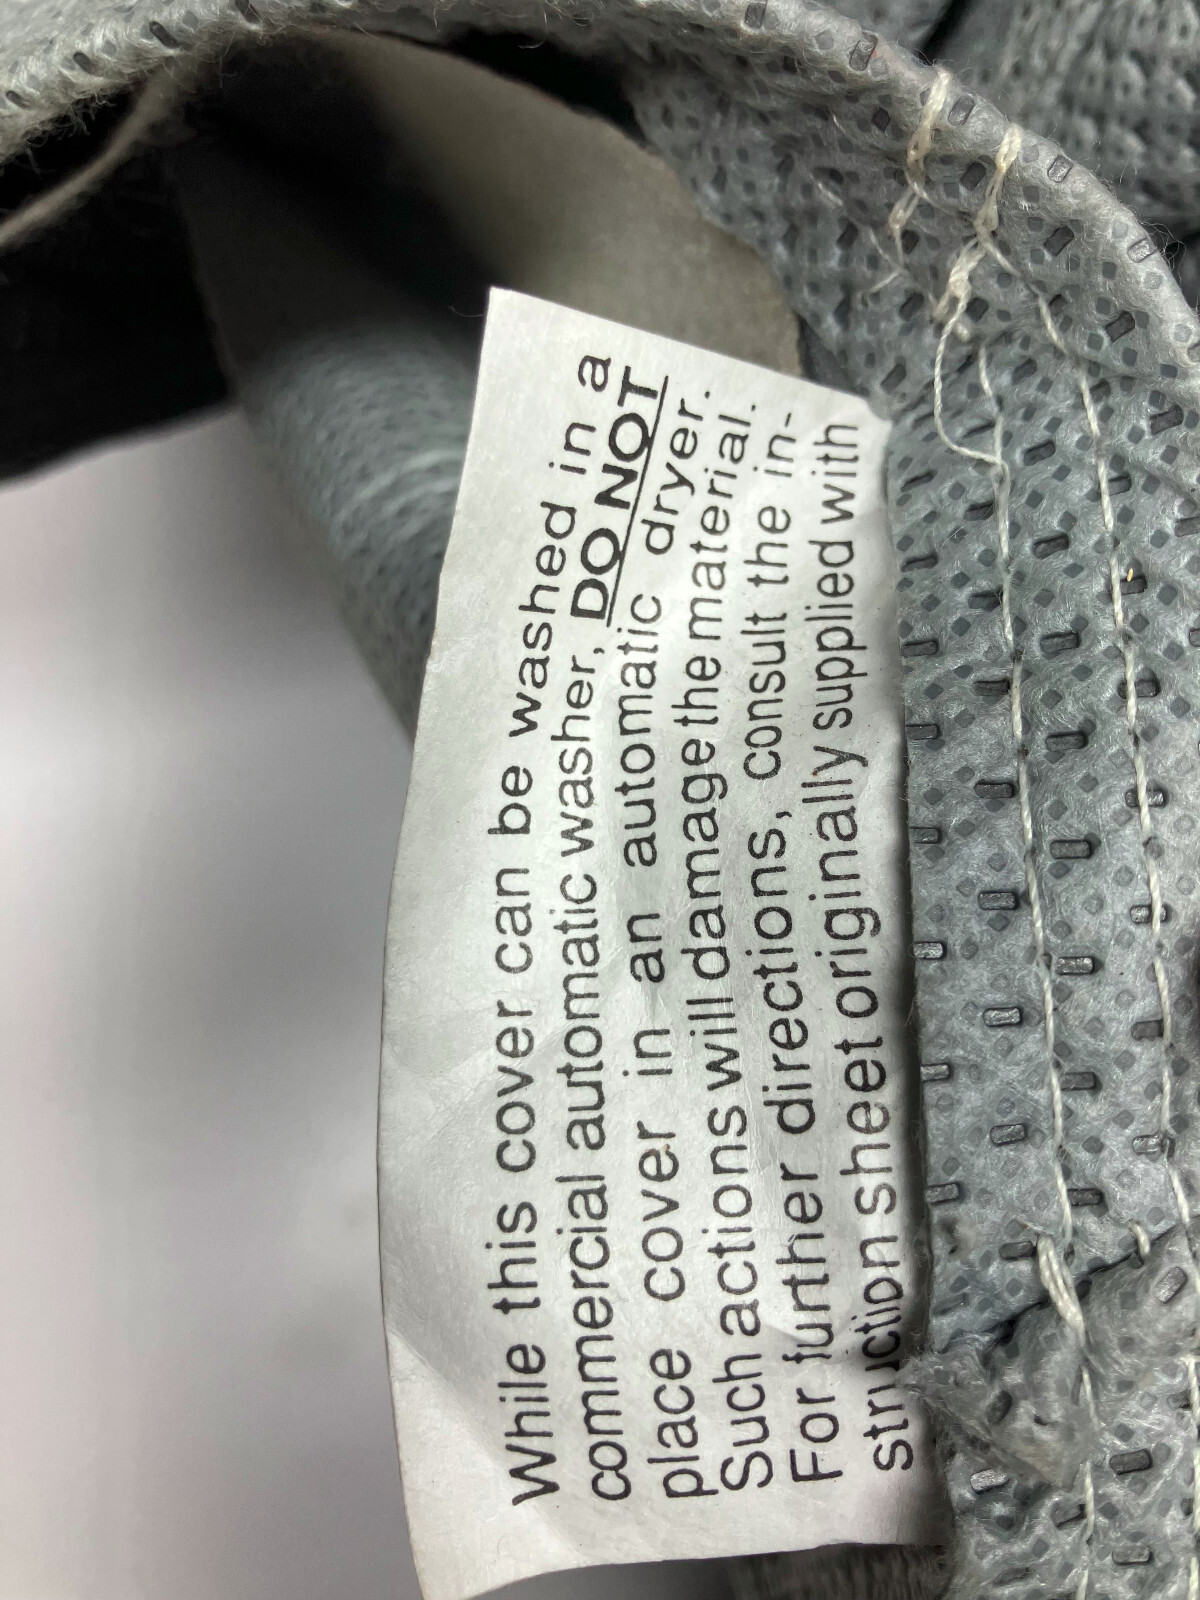 While this cover can be washed in a
commercial automatic washer, DO NOT
place cover in an automatic dryer.
Such actions will damage the material.
For further directions, consult the in-
struction sheet originally supplied with